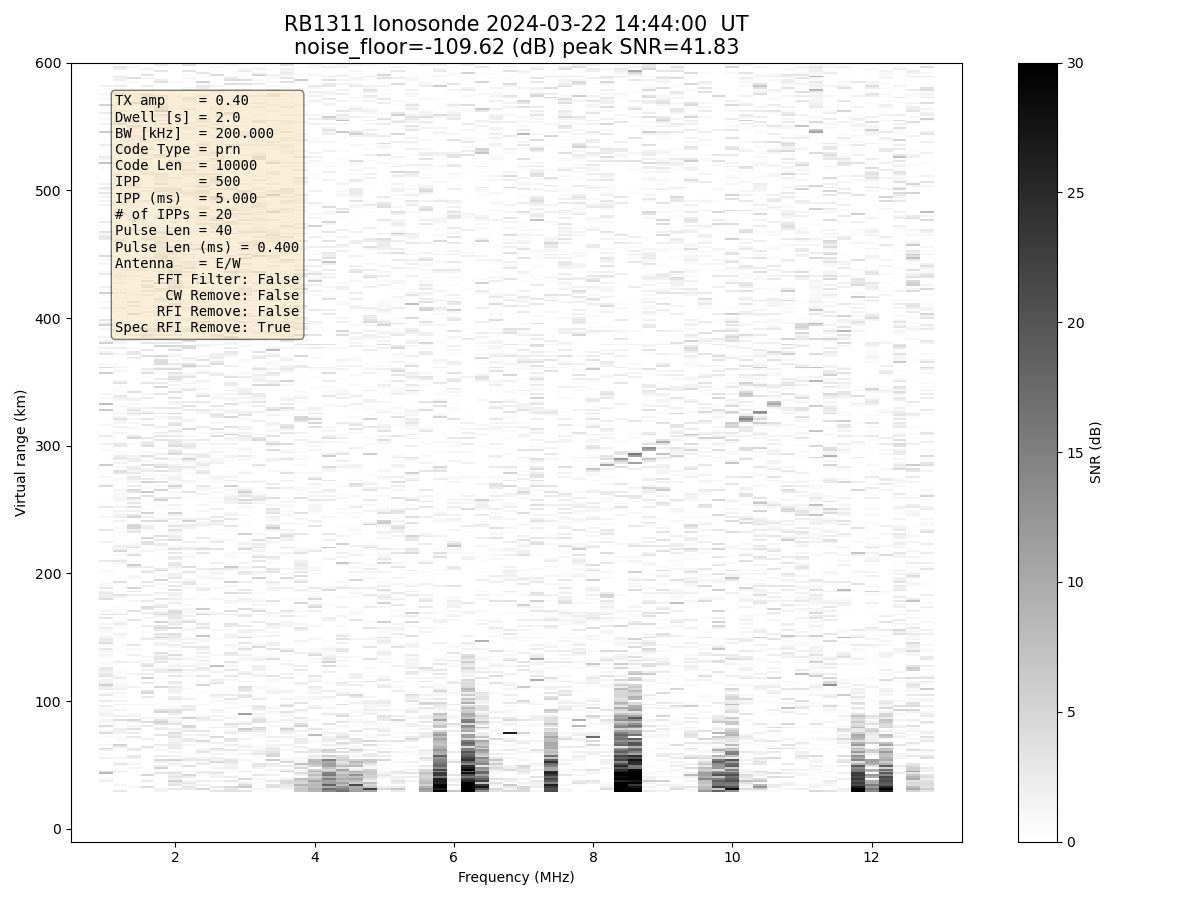 RB1311 Ionosonde 2024-03-22 14:44:00 UT
noise_floor=-109.62 (dB) peak SNR=41.83
600
500
400
300
200
100
0
Virtual range (km)
TX amp    = 0.40
Dwell [s] = 2.0
BW [kHz]  = 200.000
Code Type = prn
Code Len  = 10000
IPP       = 500
IPP (ms)  = 5.000
# of IPPs = 20
Pulse Len = 40
Pulse Len (ms) = 0.400
Antenna   = E/W
FFT Filter: False
CW Remove: False
RFI Remove: False
Spec RFI Remove: True
2 4 6 8 10 12
Frequency (MHz)
30
25
20
15
10
5
0
SNR (dB)